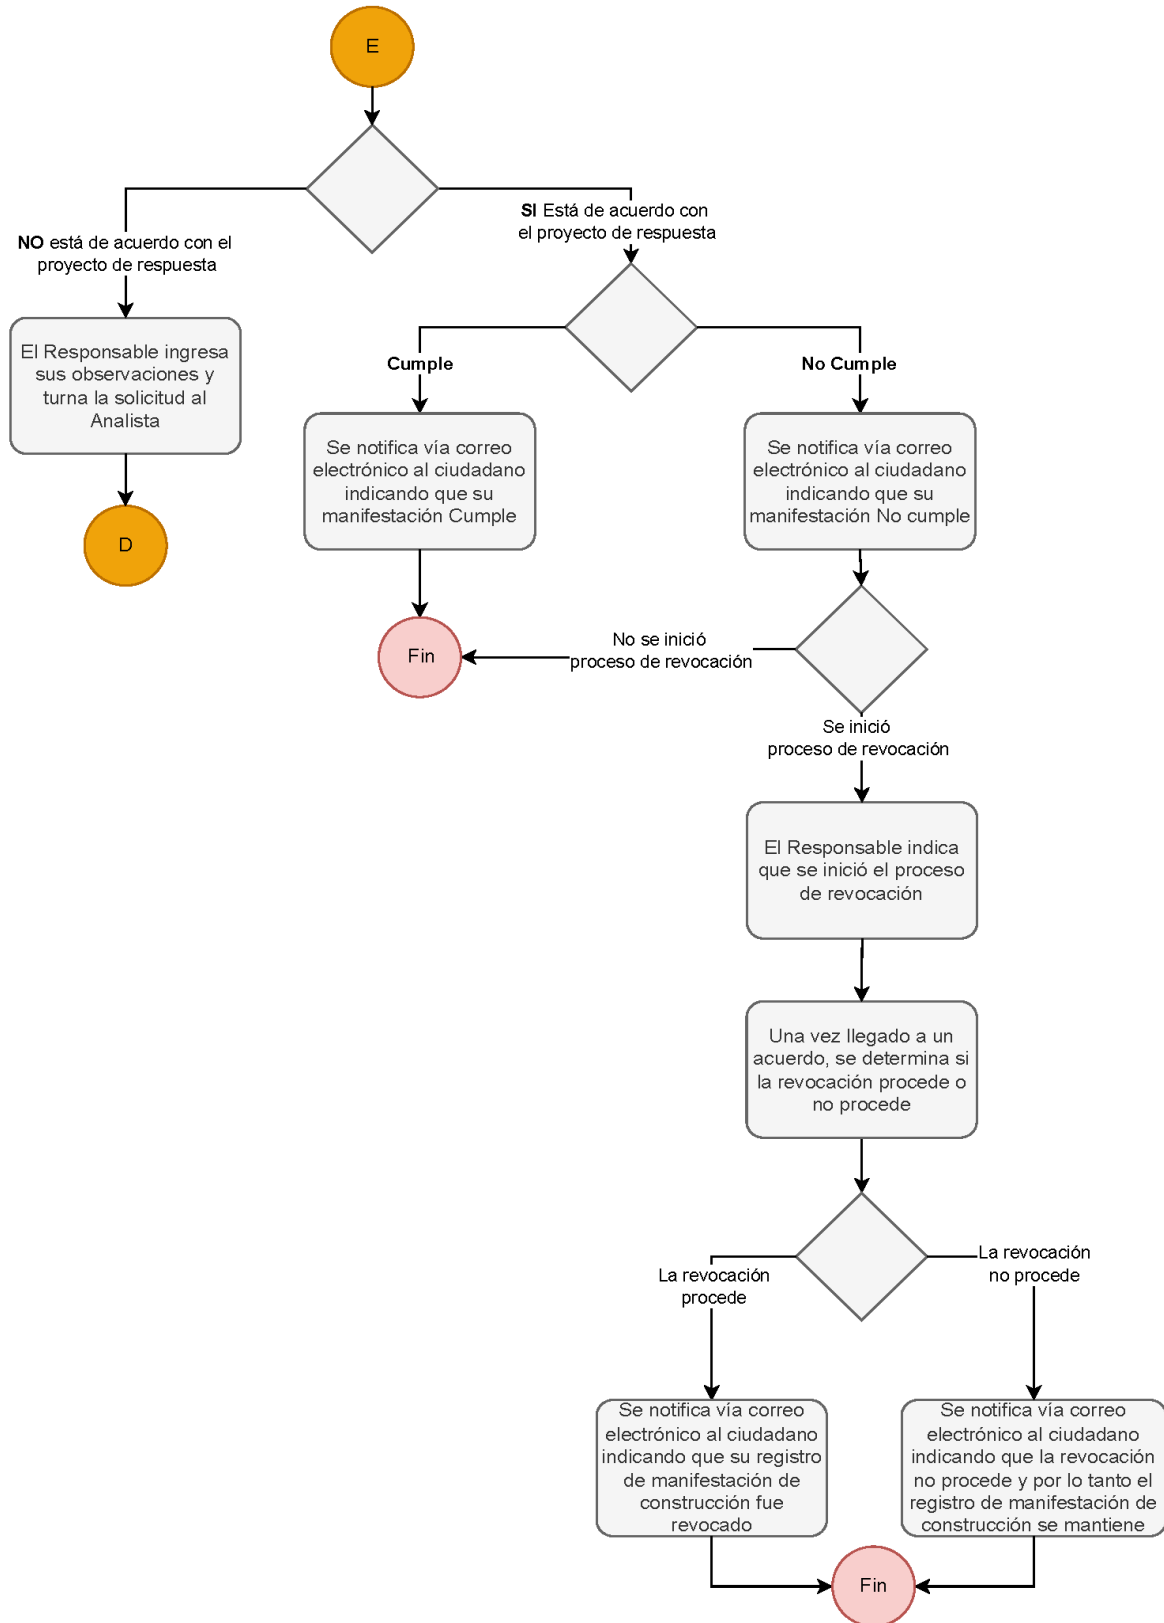 E
NO está de acuerdo con el
proyecto de respuesta
SI Está de acuerdo con
el proyecto de respuesta
El Responsable ingresa
sus observaciones y
turna la solicitud al
Analista
D
Cumple
No Cumple
Se notifica vía correo
electrónico al ciudadano
indicando que su
manifestación Cumple
Se notifica vía correo
electrónico al ciudadano
indicando que su
manifestación No cumple
Fin
No se inició
proceso de revocación
Se inició
proceso de revocación
El Responsable indica
que se inició el proceso
de revocación
Una vez llegado a un
acuerdo, se determina si
la revocación procede o
no procede
La revocación
procede
La revocación
no procede
Se notifica vía correo
electrónico al ciudadano
indicando que su registro
de manifestación de
construcción fue
revocado
Se notifica vía correo
electrónico al ciudadano
indicando que la revocación
no procede y por lo tanto el
registro de manifestación de
construcción se mantiene
Fin